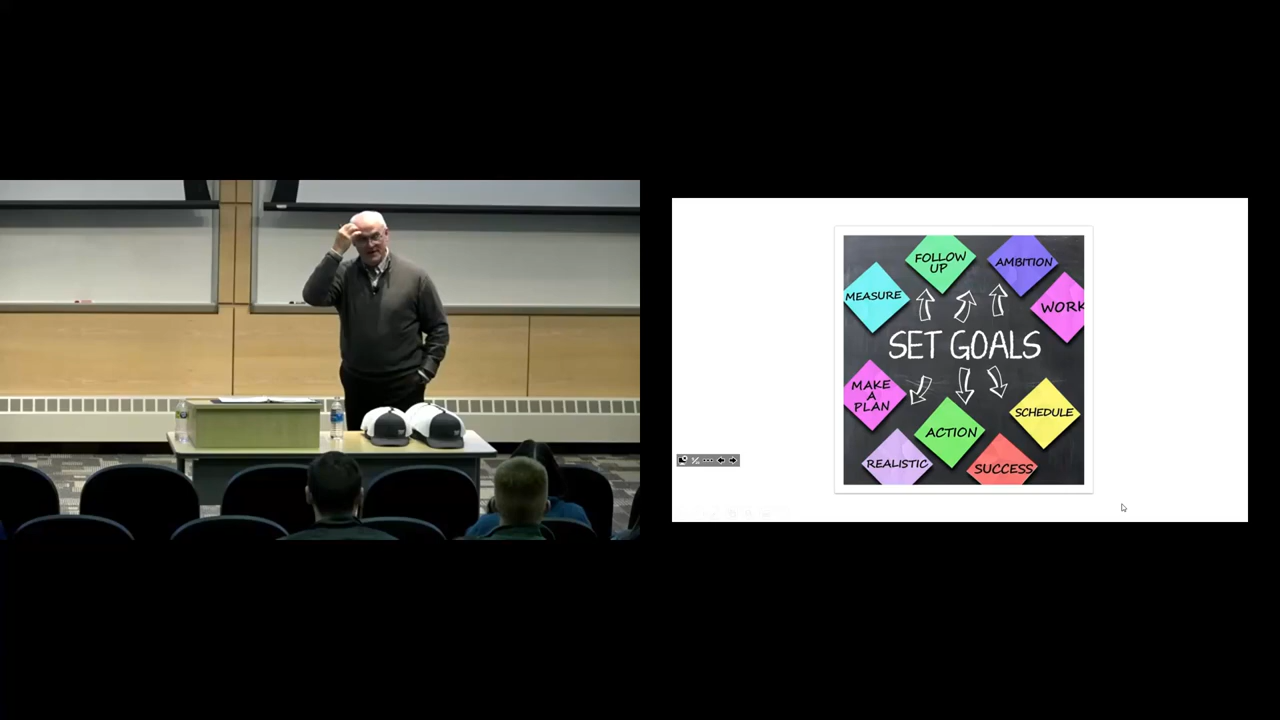 FOLLOW
UP
AMBITION
MEASURE
WORK
SET GOALS
MAKE
A
PLAN
SCHEDULE
ACTION
REALISTIC
SUCCESS